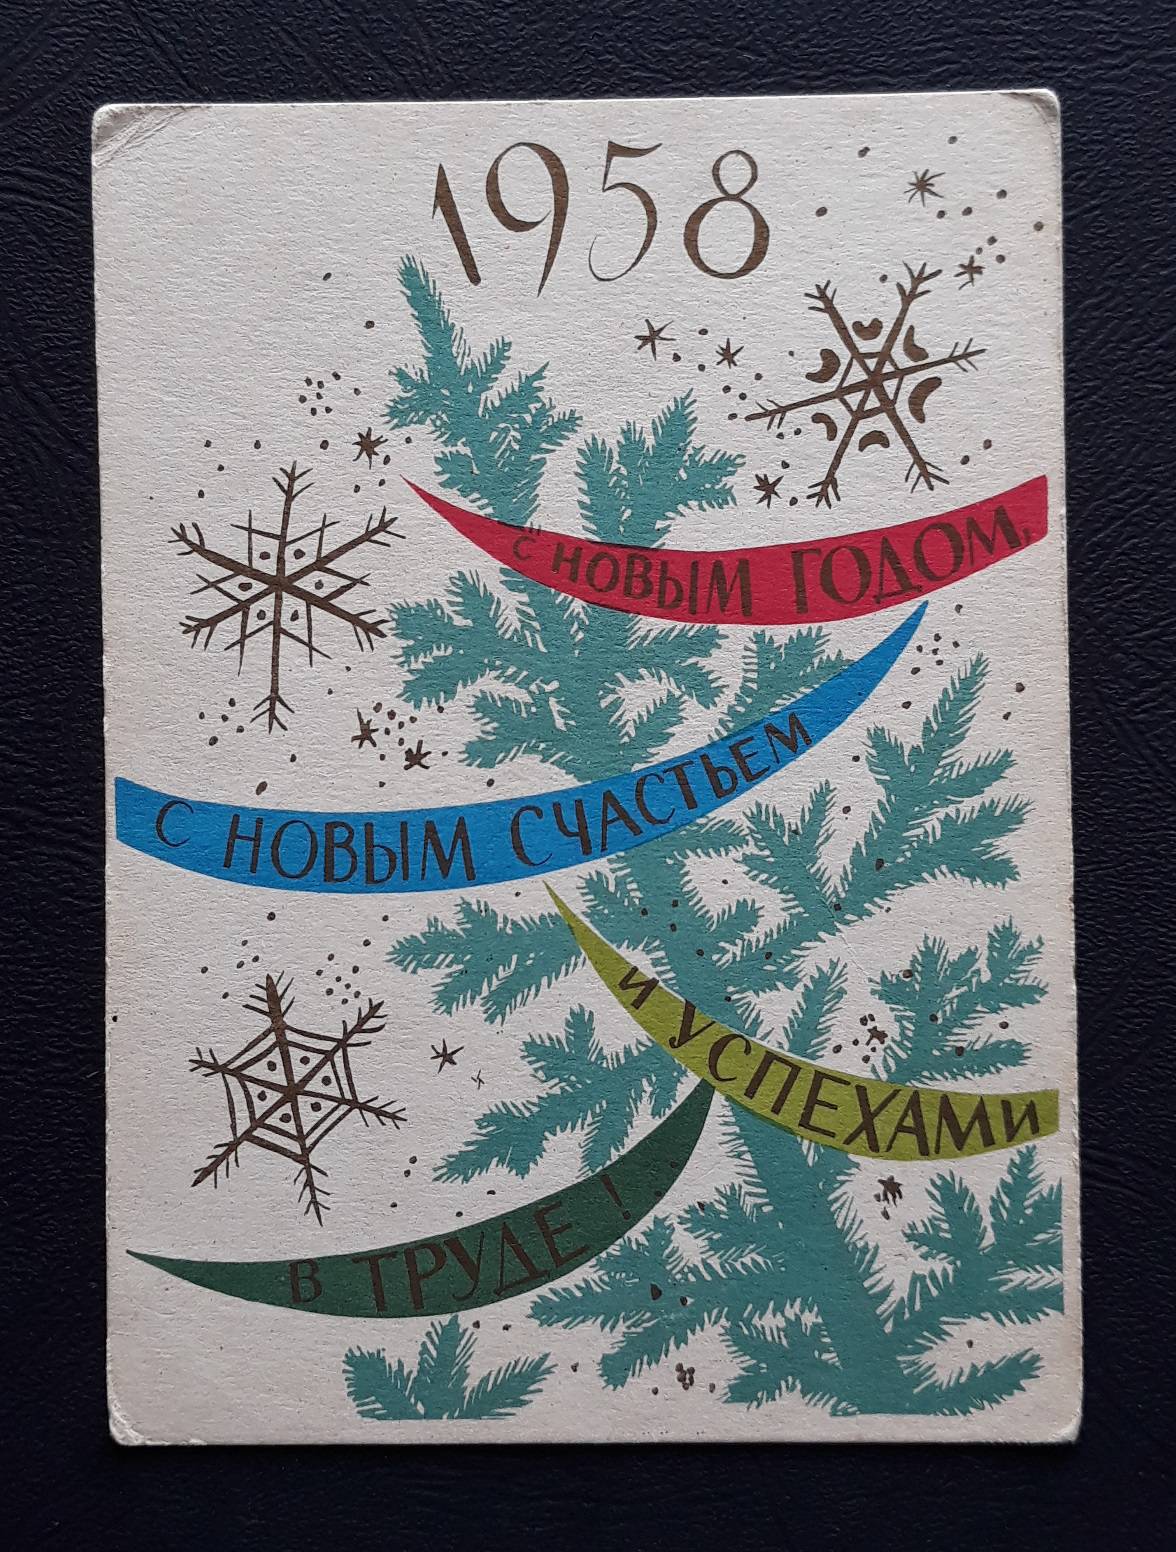 1958
С НОВЫМ ГОДОМ,
С НОВЫМ СЧАСТЬЕМ
И УСПЕХАМИ
В ТРУДЕ!